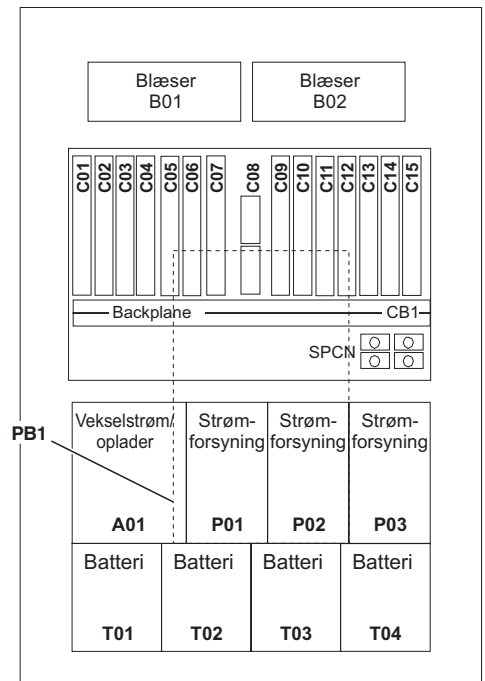 Blæser
B01
Blæser
B02
C01
C02
C03
C04
C05
C06
C07
C08
C09
C10
C11
C12
C13
C14
C15
Backplane
CB1
SPCN
PB1
Vekselstrøm/
oplader
A01
Strøm-
forsyning
P01
Strøm-
forsyning
P02
Strøm-
forsyning
P03
Batteri
T01
Batteri
T02
Batteri
T03
Batteri
T04